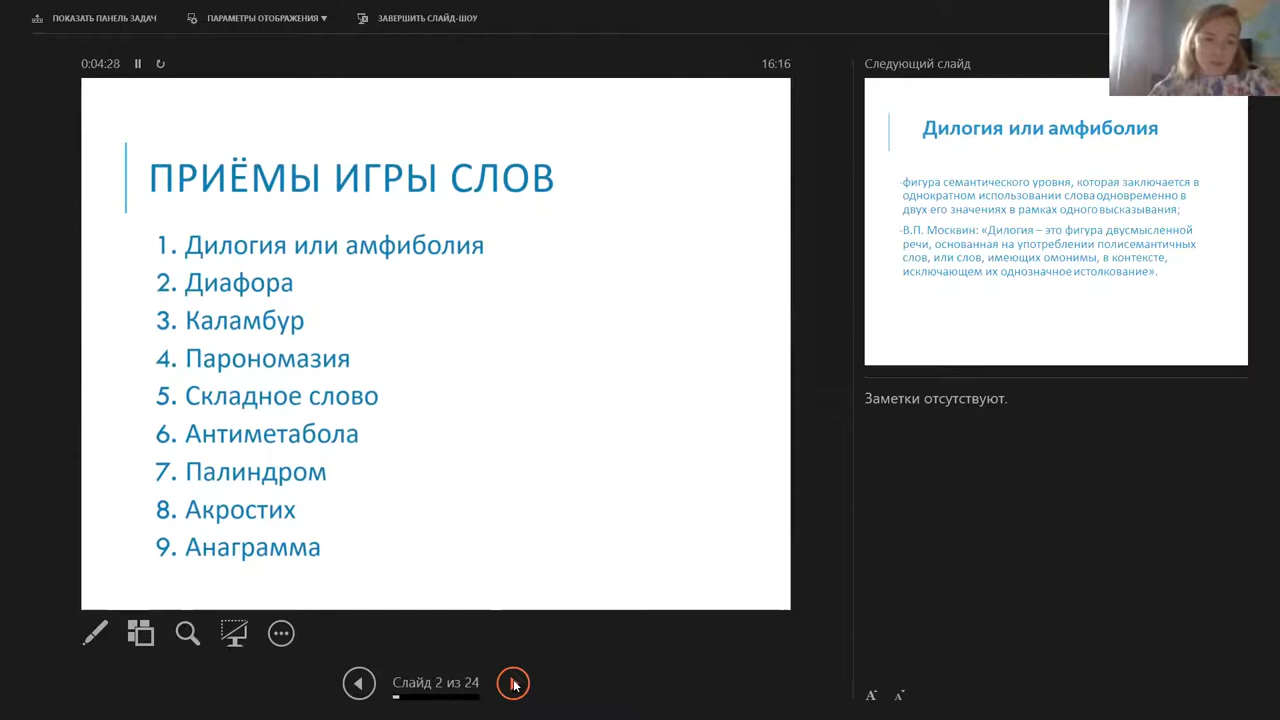 ПОКАЗАТЬ ПАНЕЛЬ ЗАДАЧ
ПАРАМЕТРЫ ОТОБРАЖЕНИЯ ▾
ЗАВЕРШИТЬ СЛАЙД-ШОУ
0:04:28
16:16
ПРИЁМЫ ИГРЫ СЛОВ
1. Дилогия или амфиболия
2. Диафора
3. Каламбур
4. Парономазия
5. Складное слово
6. Антиметабола
7. Палиндром
8. Акростих
9. Анаграмма
Слайд 2 из 24
Следующий слайд
Дилогия или амфиболия
-фигура семантического уровня, которая заключается в
однократном использовании слова одновременно в
двух его значениях в рамках одного высказывания;
-В.П. Москвин: «Дилогия – это фигура двусмысленной
речи, основанная на употреблении полисемантичных
слов, или слов, имеющих омонимы, в контексте,
исключающем их однозначное истолкование».
Заметки отсутствуют.
A A